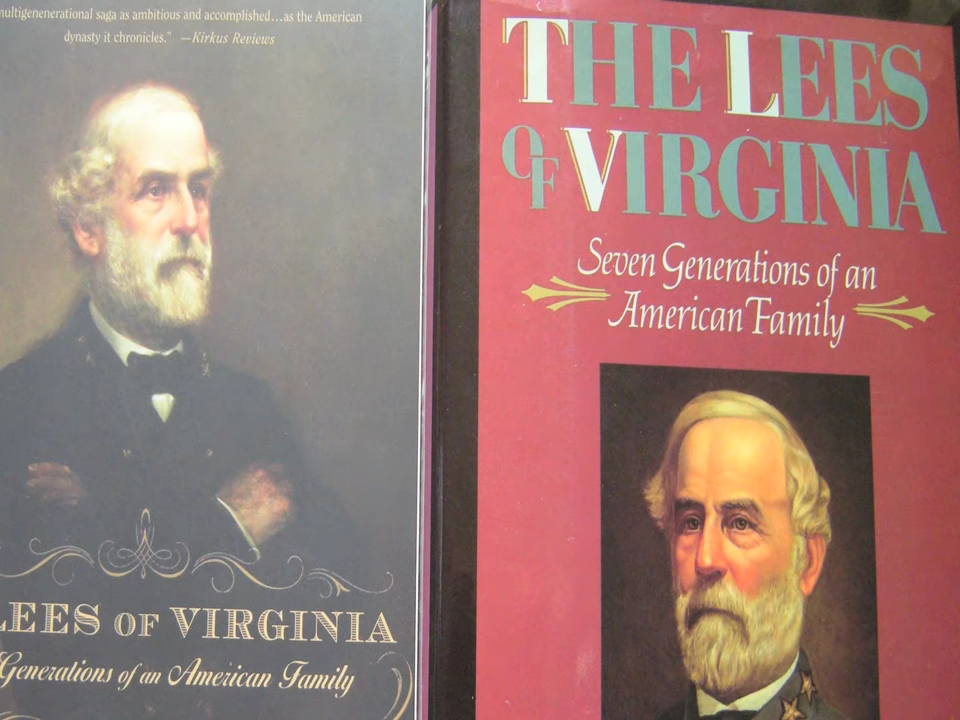 multigenenerational saga as ambitious and accomplished…as the American
dynasty it chronicles.” —Kirkus Reviews
LEES OF VIRGINIA
Generations of an American Family
THE LEES
OF VIRGINIA
Seven Generations of an
American Family